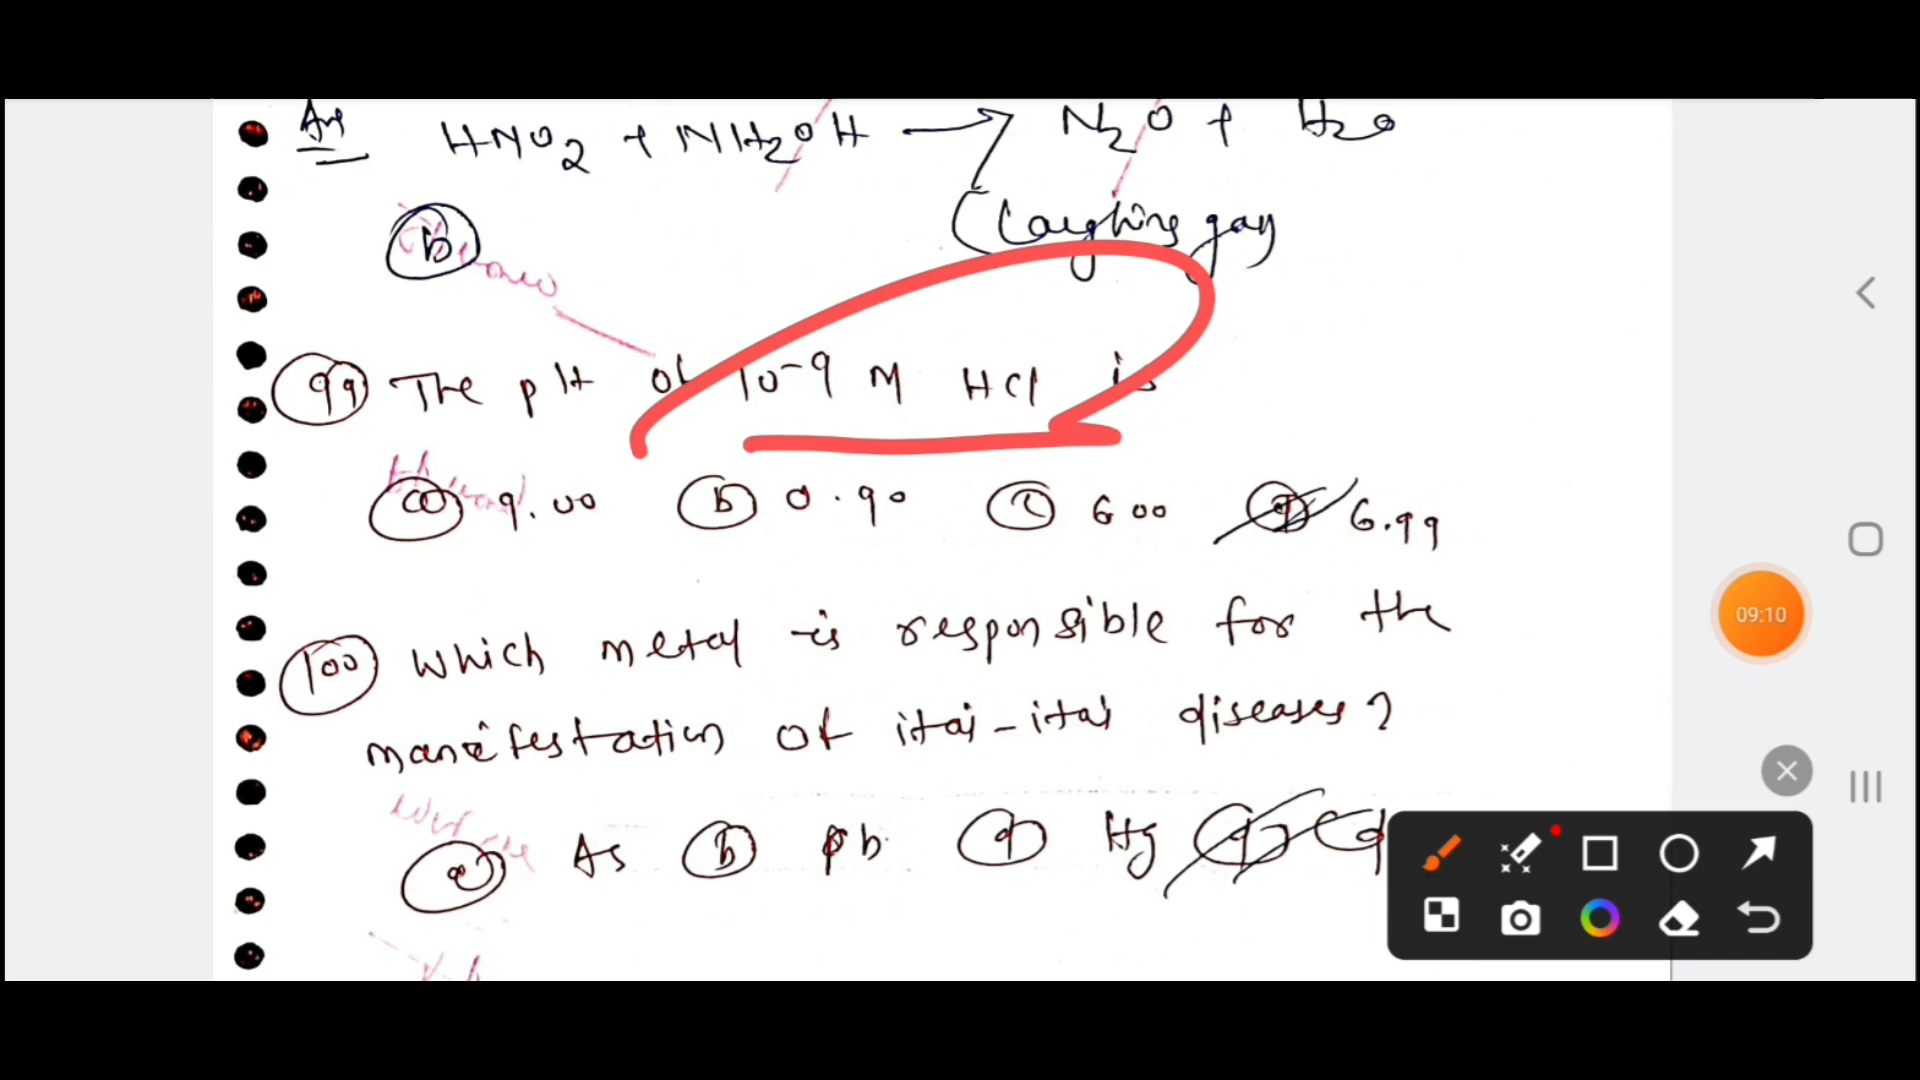 Ans HNO2 + NH2OH → N2O + H2O
(b) (Laughing gas
99 The pH of 10-9 M HCl is
(a) 9.00 (b) 0.90 (c) 6.00 (d) 6.99
100 Which metal is responsible for the
manifestation of itai-itai diseases?
(a) As (b) Pb (c) Hg (d) Cd
09:10